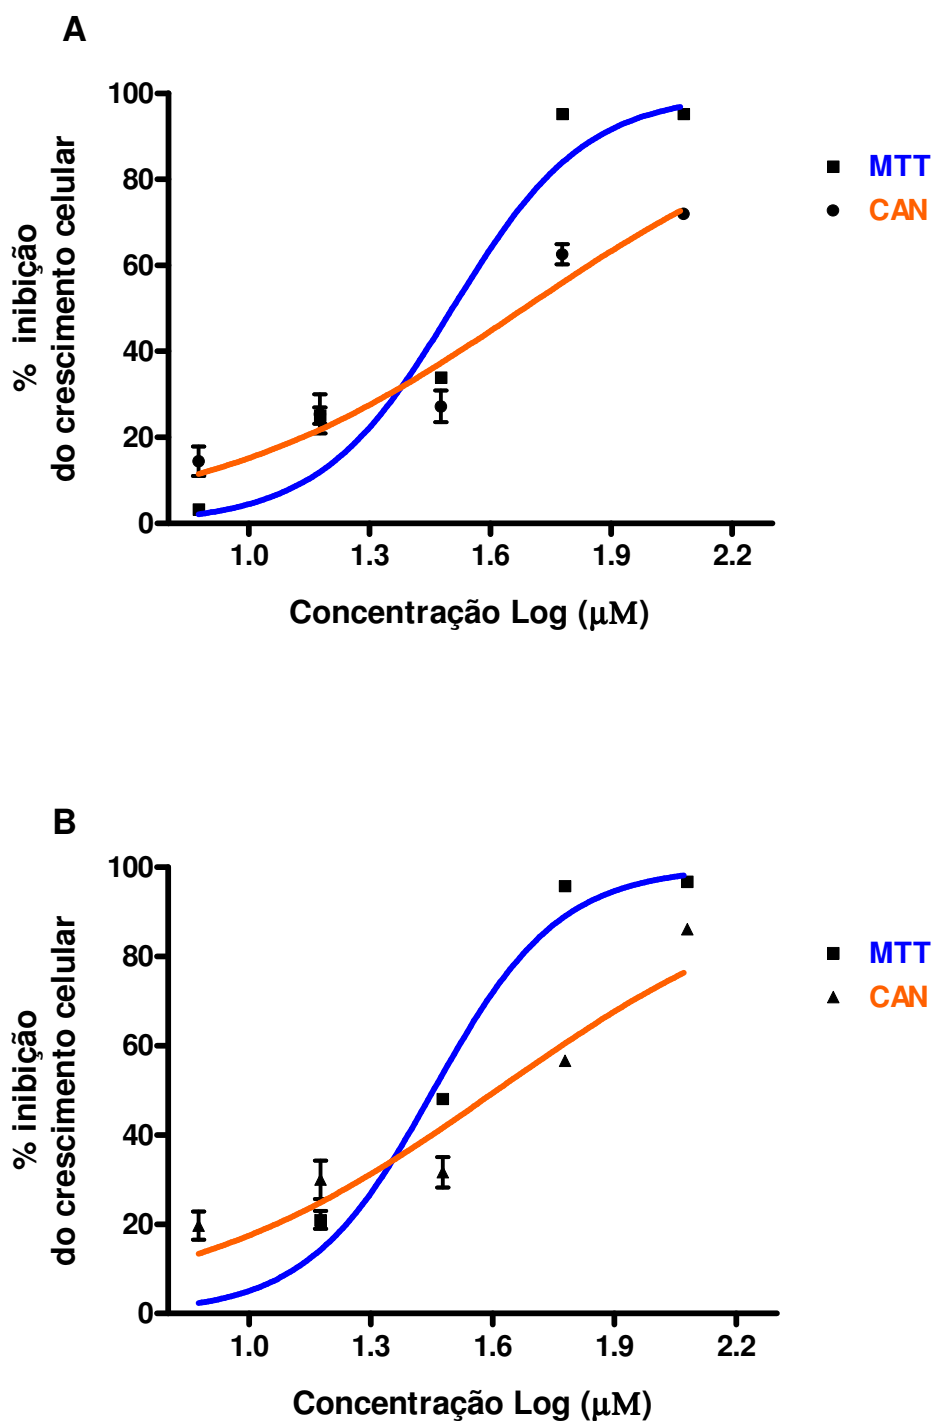 A
% inibição
do crescimento celular
100
80
60
40
20
0
1.0 1.3 1.6 1.9 2.2
Concentração Log (μM)
MTT
CAN
B
% inibição
do crescimento celular
100
80
60
40
20
0
1.0 1.3 1.6 1.9 2.2
Concentração Log (μM)
MTT
CAN